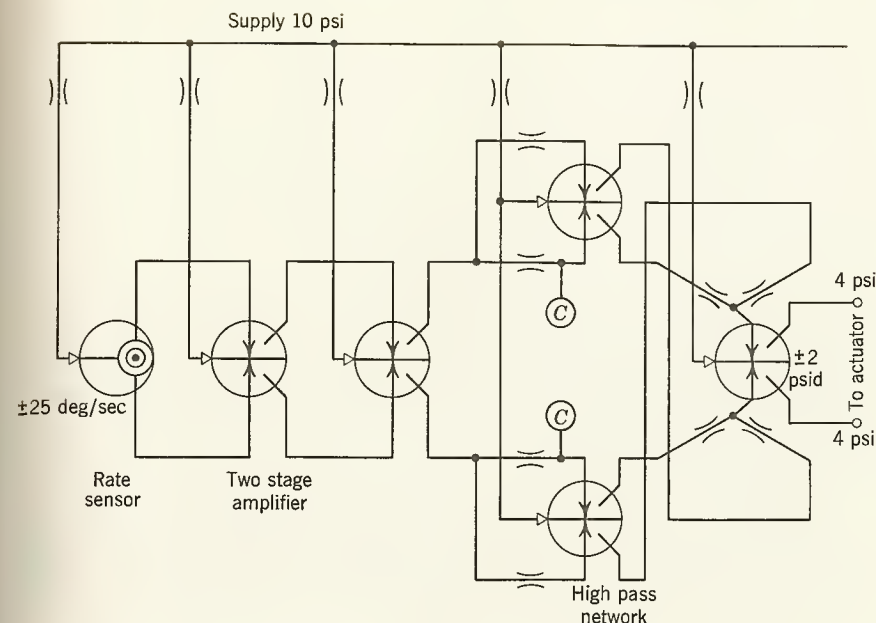 Supply 10 psi
4 psi
±2
psid
To actuator
4 psi
±25 deg/sec
C
C
Rate
sensor
Two stage
amplifier
High pass
network